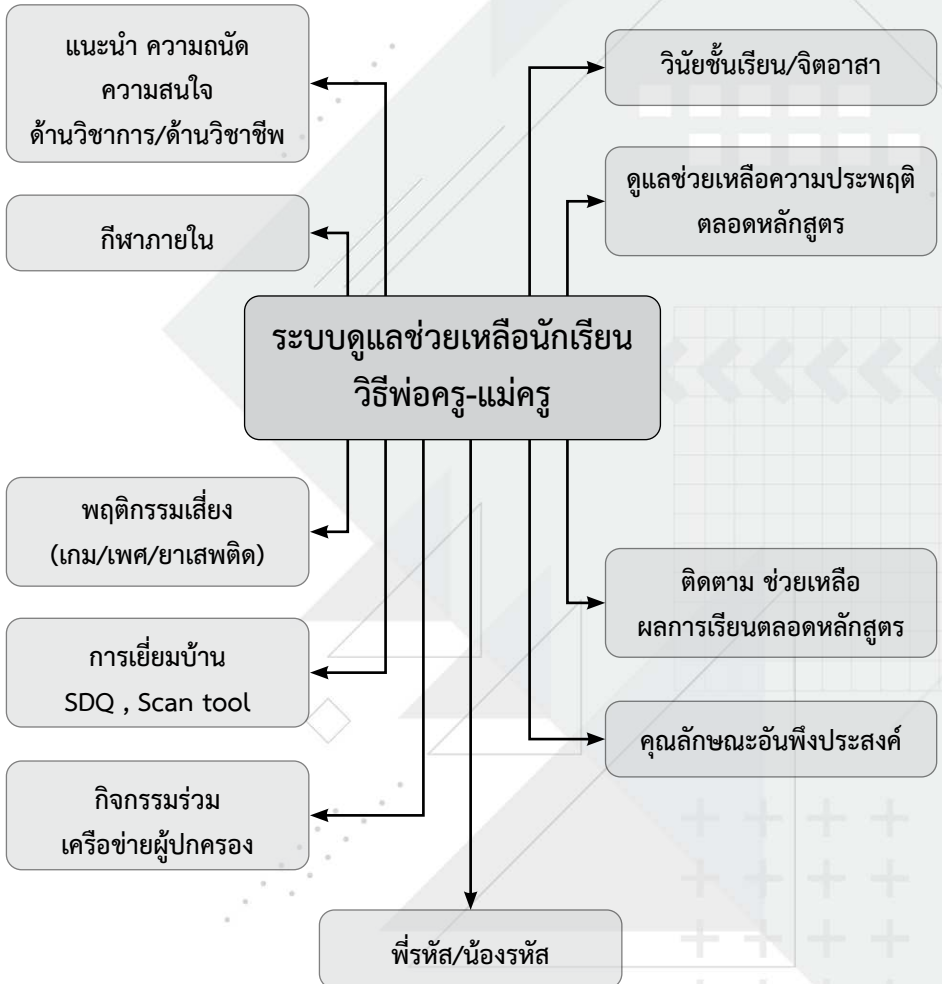 แนะนำ ความถนัด
ความสนใจ
ด้านวิชาการ/ด้านวิชาชีพ
วินัยชั้นเรียน/จิตอาสา
ดูแลช่วยเหลือความประพฤติ
ตลอดหลักสูตร
กีฬาภายใน
ระบบดูแลช่วยเหลือนักเรียน
วิธีพ่อครู-แม่ครู
พฤติกรรมเสี่ยง
(เกม/เพศ/ยาเสพติด)
ติดตาม ช่วยเหลือ
ผลการเรียนตลอดหลักสูตร
การเยี่ยมบ้าน
SDQ , Scan tool
คุณลักษณะอันพึงประสงค์
กิจกรรมร่วม
เครือข่ายผู้ปกครอง
พี่รหัส/น้องรหัส